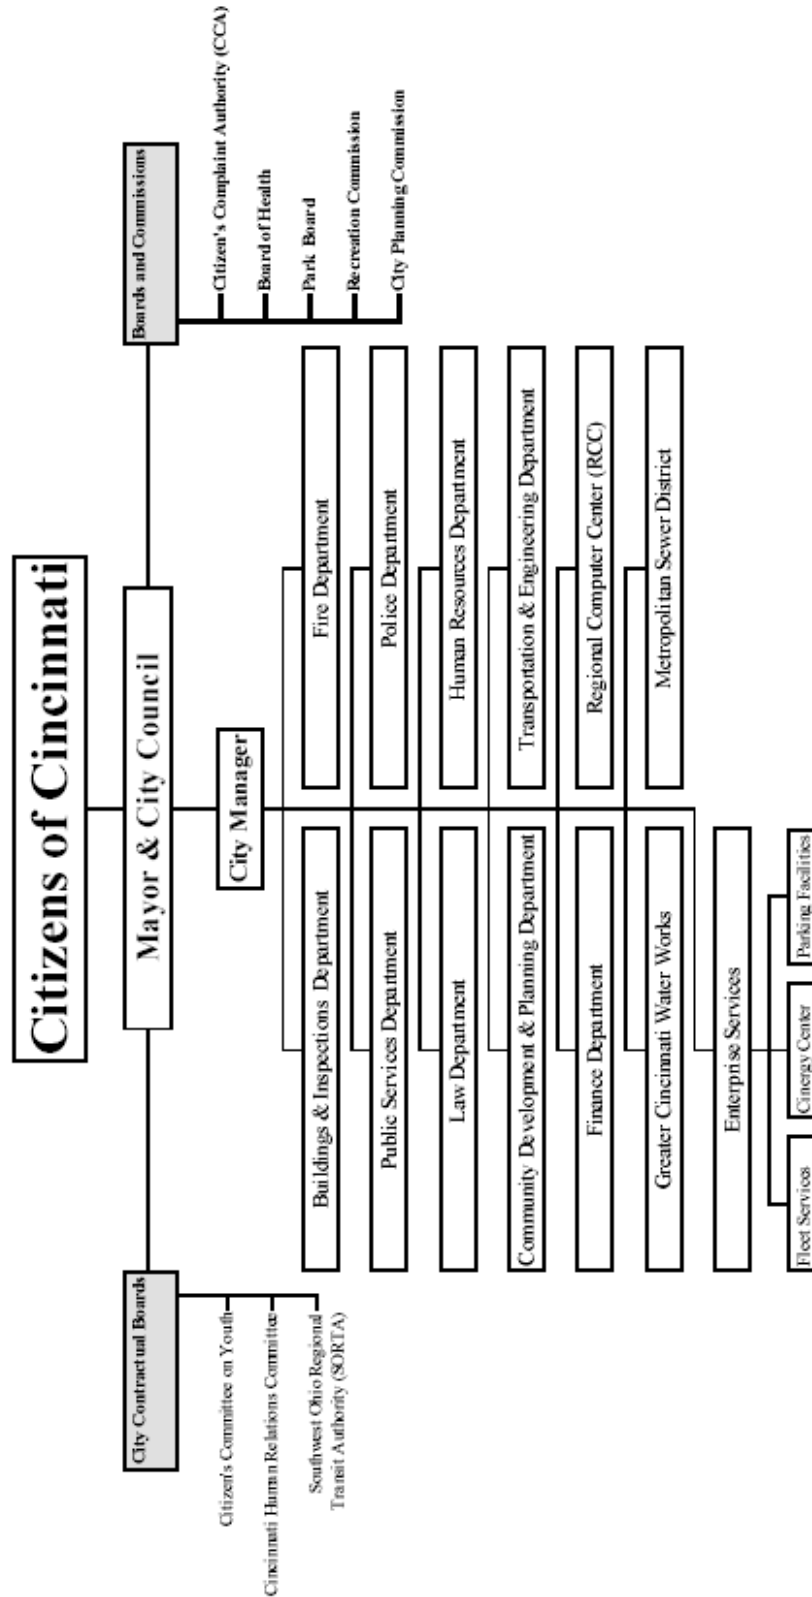 Citizens of Cincinnati
City Contractual Boards
Mayor & City Council
Boards and Commissions
Citizen's Committee on Youth
Cincinnati Human Relations Committee
Southwest Ohio Regional
Transit Authority (SORTA)
City Manager
Citizen's Complaint Authority (CCA)
Board of Health
Park Board
Recreation Commission
City Planning Commission
Buildings & Inspections Department
Fire Department
Public Services Department
Police Department
Law Department
Human Resources Department
Community Development & Planning Department
Transportation & Engineering Department
Finance Department
Regional Computer Center (RCC)
Greater Cincinnati Water Works
Metropolitan Sewer District
Enterprise Services
Fleet Services
Cinergy Center
Parking Facilities